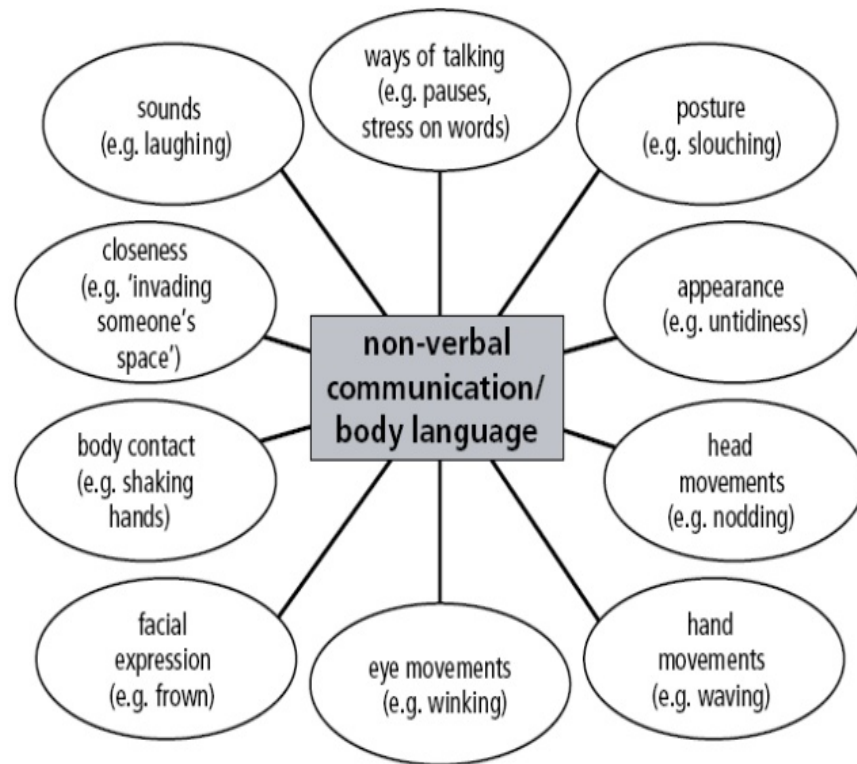 ways of talking
(e.g. pauses,
stress on words)
sounds
(e.g. laughing)
posture
(e.g. slouching)
closeness
(e.g. ‘invading
someone‘s
space’)
appearance
(e.g. untidiness)
non-verbal
communication/
body language
body contact
(e.g. shaking
hands)
head
movements
(e.g. nodding)
facial
expression
(e.g. frown)
eye movements
(e.g. winking)
hand
movements
(e.g. waving)